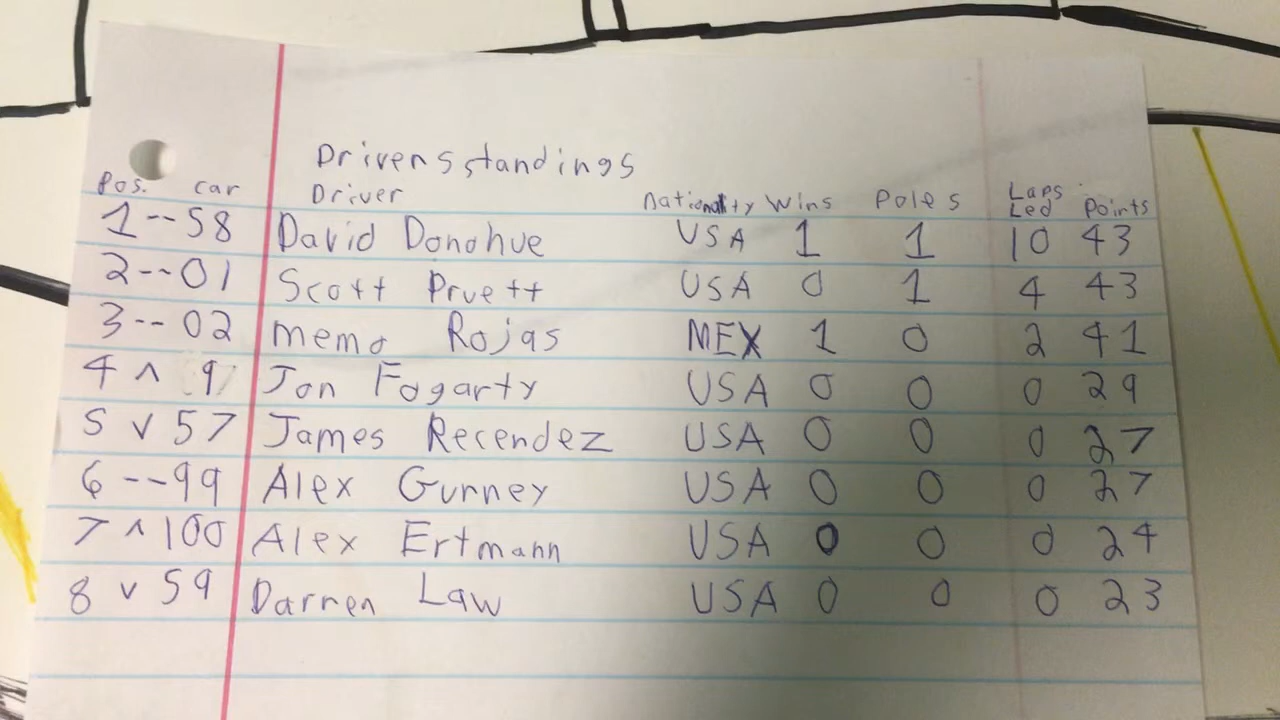 Drivers standings
Pos. car Driver Nationality Wins Poles Laps Led Points
1--58 David Donohue USA 1 1 10 43
2--01 Scott Pruett USA 0 1 4 43
3--02 memo Rojas MEX 1 0 2 41
4 ^ 9 Jon Fogarty USA 0 0 0 29
5 v 57 James Recendez USA 0 0 0 27
6 --99 Alex Gurney USA 0 0 0 27
7 ^ 100 Alex Ertmann USA 0 0 0 24
8 v 59 Darren Law USA 0 0 0 23